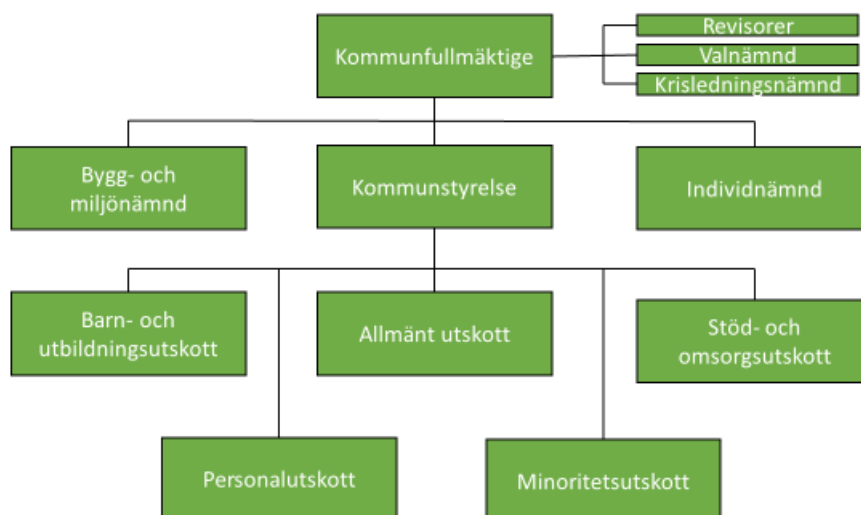 Kommunfullmäktige
Revisorer
Valnämnd
Krisledningsnämnd
Bygg- och
miljönämnd
Kommunstyrelse
Individnämnd
Barn- och
utbildningsutskott
Allmänt utskott
Stöd- och
omsorgsutskott
Personalutskott
Minoritetsutskott